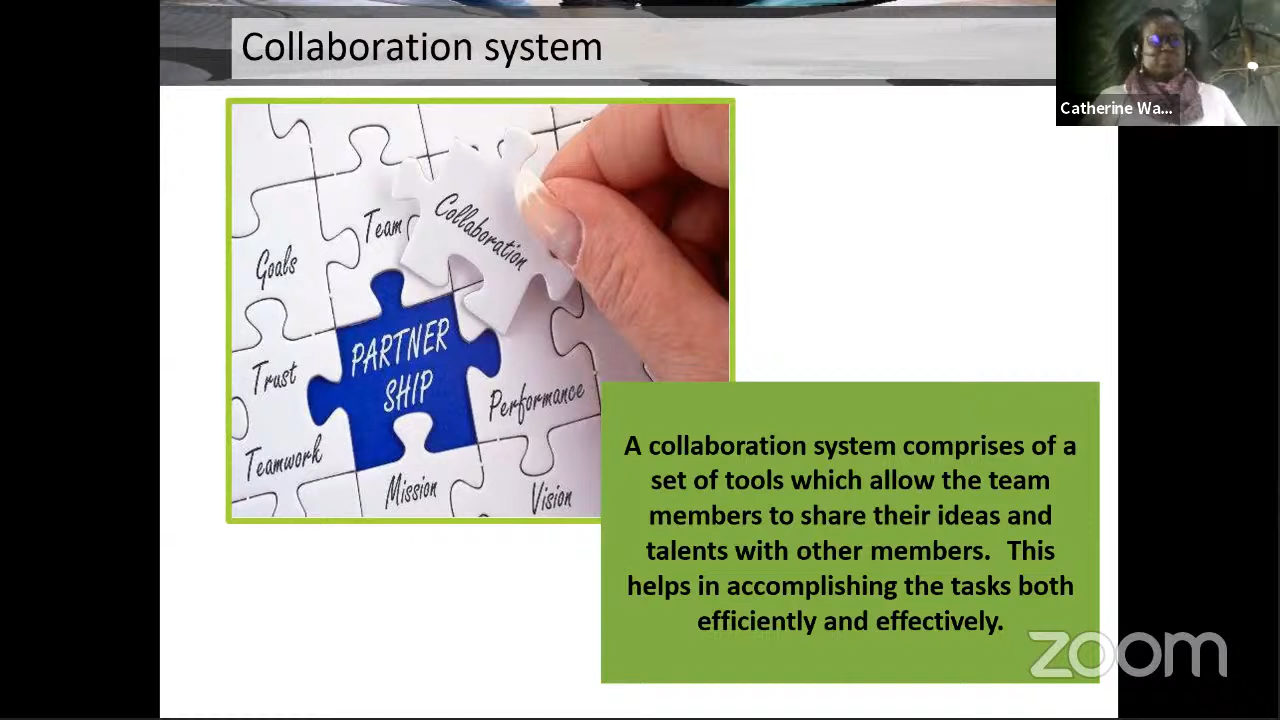 Collaboration system
Catherine Wa...
Goals
Team
Collaboration
PARTNER
SHIP
Trust
Performance
Teamwork
Mission
Vision
A collaboration system comprises of a
set of tools which allow the team
members to share their ideas and
talents with other members.  This
helps in accomplishing the tasks both
efficiently and effectively.
zoom